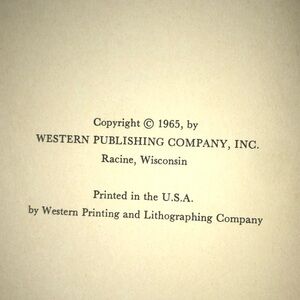 Copyright © 1965, by
WESTERN PUBLISHING COMPANY, INC.
Racine, Wisconsin
Printed in the U.S.A.
by Western Printing and Lithographing Company